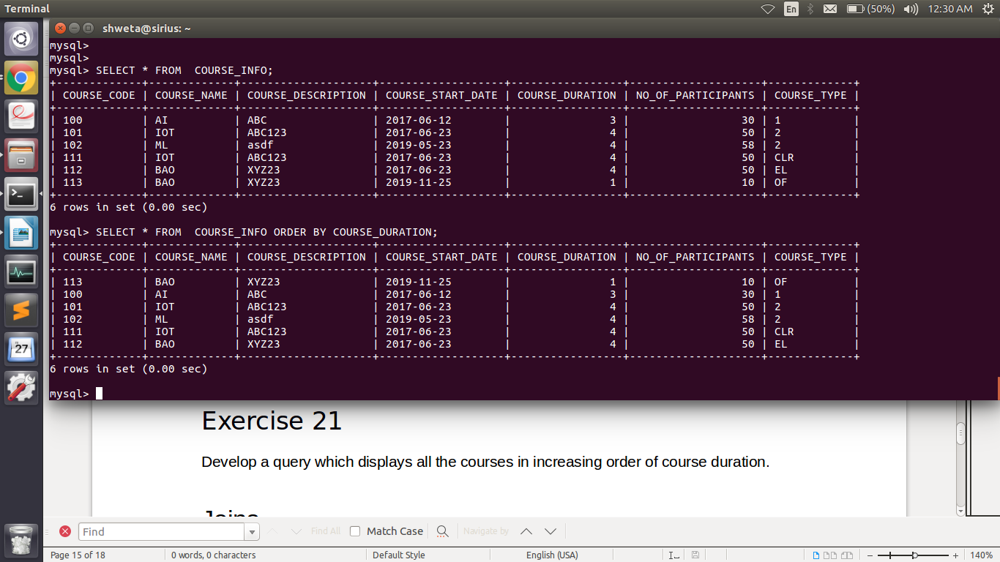 Terminal
En
(50%)
12:30 AM
shweta@sirius: ~
mysql>
mysql>
mysql> SELECT * FROM  COURSE_INFO;
+-------------+-------------+--------------------+-------------------+-----------------+--------------------+-------------+
| COURSE_CODE | COURSE_NAME | COURSE_DESCRIPTION | COURSE_START_DATE | COURSE_DURATION | NO_OF_PARTICIPANTS | COURSE_TYPE |
+-------------+-------------+--------------------+-------------------+-----------------+--------------------+-------------+
| 100         | AI          | ABC                | 2017-06-12        |               3 |                 30 | 1           |
| 101         | IOT         | ABC123             | 2017-06-23        |               4 |                 50 | 2           |
| 102         | ML          | asdf               | 2019-05-23        |               4 |                 58 | 2           |
| 111         | IOT         | ABC123             | 2017-06-23        |               4 |                 50 | CLR         |
| 112         | BAO         | XYZ23              | 2017-06-23        |               4 |                 50 | EL          |
| 113         | BAO         | XYZ23              | 2019-11-25        |               1 |                 10 | OF          |
+-------------+-------------+--------------------+-------------------+-----------------+--------------------+-------------+
6 rows in set (0.00 sec)
mysql> SELECT * FROM  COURSE_INFO ORDER BY COURSE_DURATION;
+-------------+-------------+--------------------+-------------------+-----------------+--------------------+-------------+
| COURSE_CODE | COURSE_NAME | COURSE_DESCRIPTION | COURSE_START_DATE | COURSE_DURATION | NO_OF_PARTICIPANTS | COURSE_TYPE |
+-------------+-------------+--------------------+-------------------+-----------------+--------------------+-------------+
| 113         | BAO         | XYZ23              | 2019-11-25        |               1 |                 10 | OF          |
| 100         | AI          | ABC                | 2017-06-12        |               3 |                 30 | 1           |
| 101         | IOT         | ABC123             | 2017-06-23        |               4 |                 50 | 2           |
| 102         | ML          | asdf               | 2019-05-23        |               4 |                 58 | 2           |
| 111         | IOT         | ABC123             | 2017-06-23        |               4 |                 50 | CLR         |
| 112         | BAO         | XYZ23              | 2017-06-23        |               4 |                 50 | EL          |
+-------------+-------------+--------------------+-------------------+-----------------+--------------------+-------------+
6 rows in set (0.00 sec)
mysql>
27
Exercise 21
Develop a query which displays all the courses in increasing order of course duration.
Joins
Find
Find All
Match Case
Navigate by
Page 15 of 18
0 words, 0 characters
Default Style
English (USA)
140%